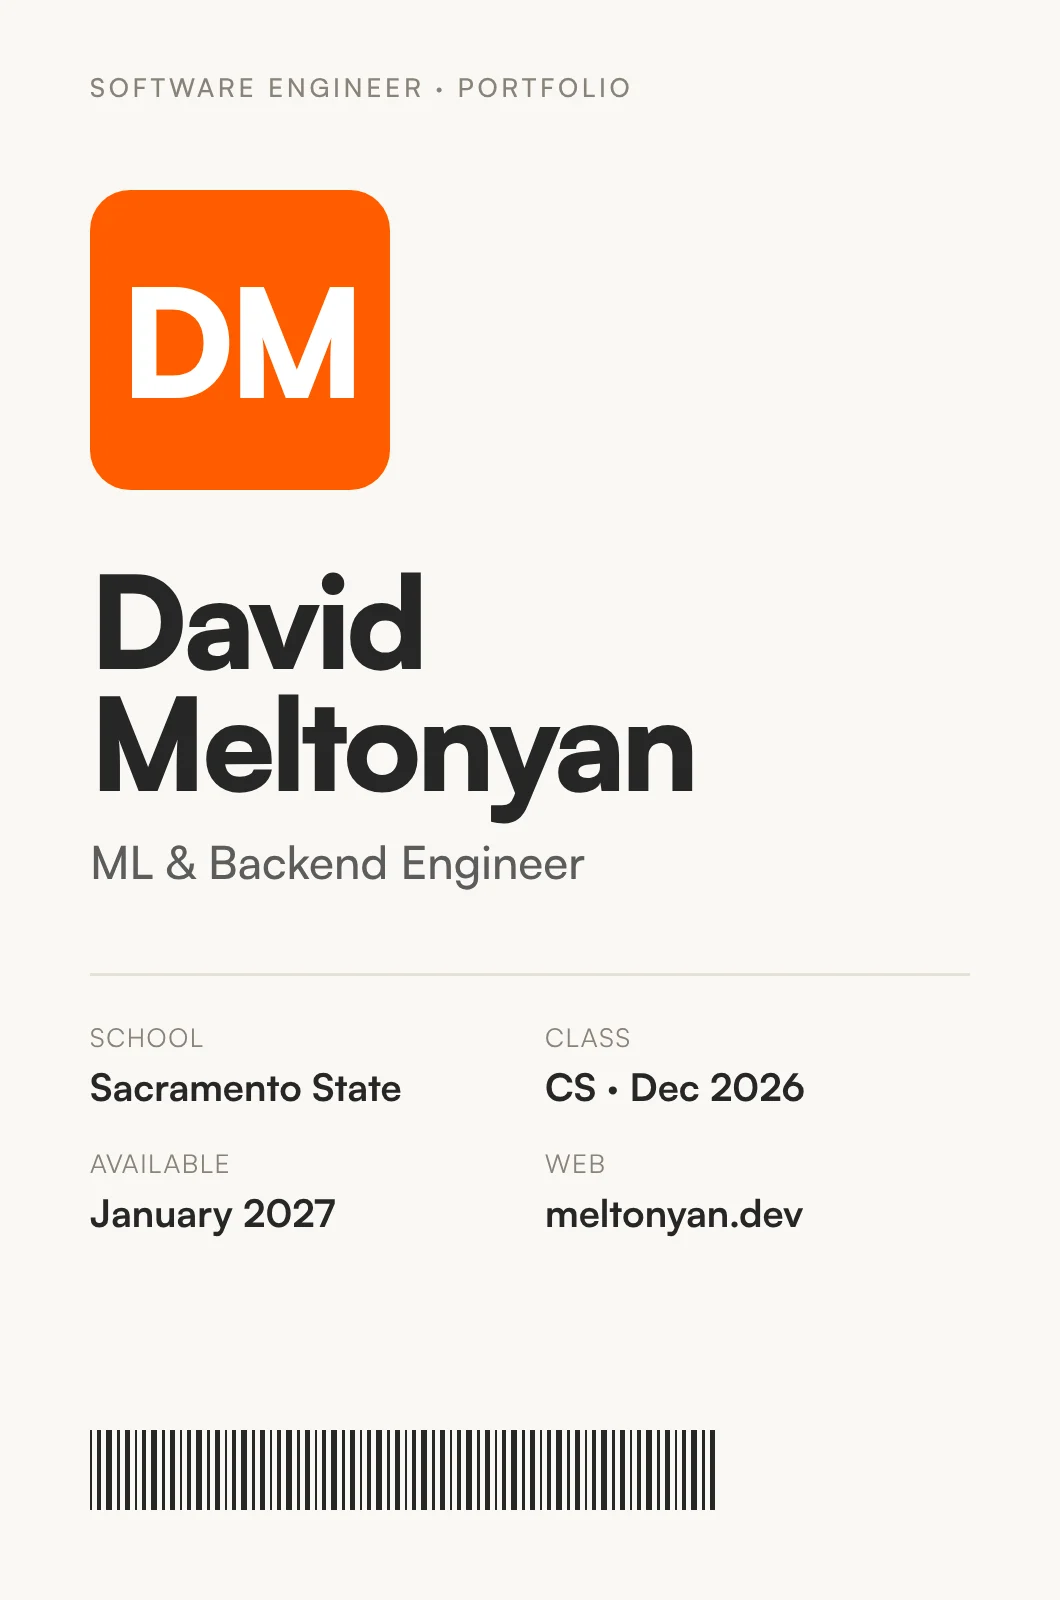 SOFTWARE ENGINEER • PORTFOLIO
DM
David
Meltonyan
ML & Backend Engineer
SCHOOL
Sacramento State
CLASS
CS • Dec 2026
AVAILABLE
January 2027
WEB
meltonyan.dev